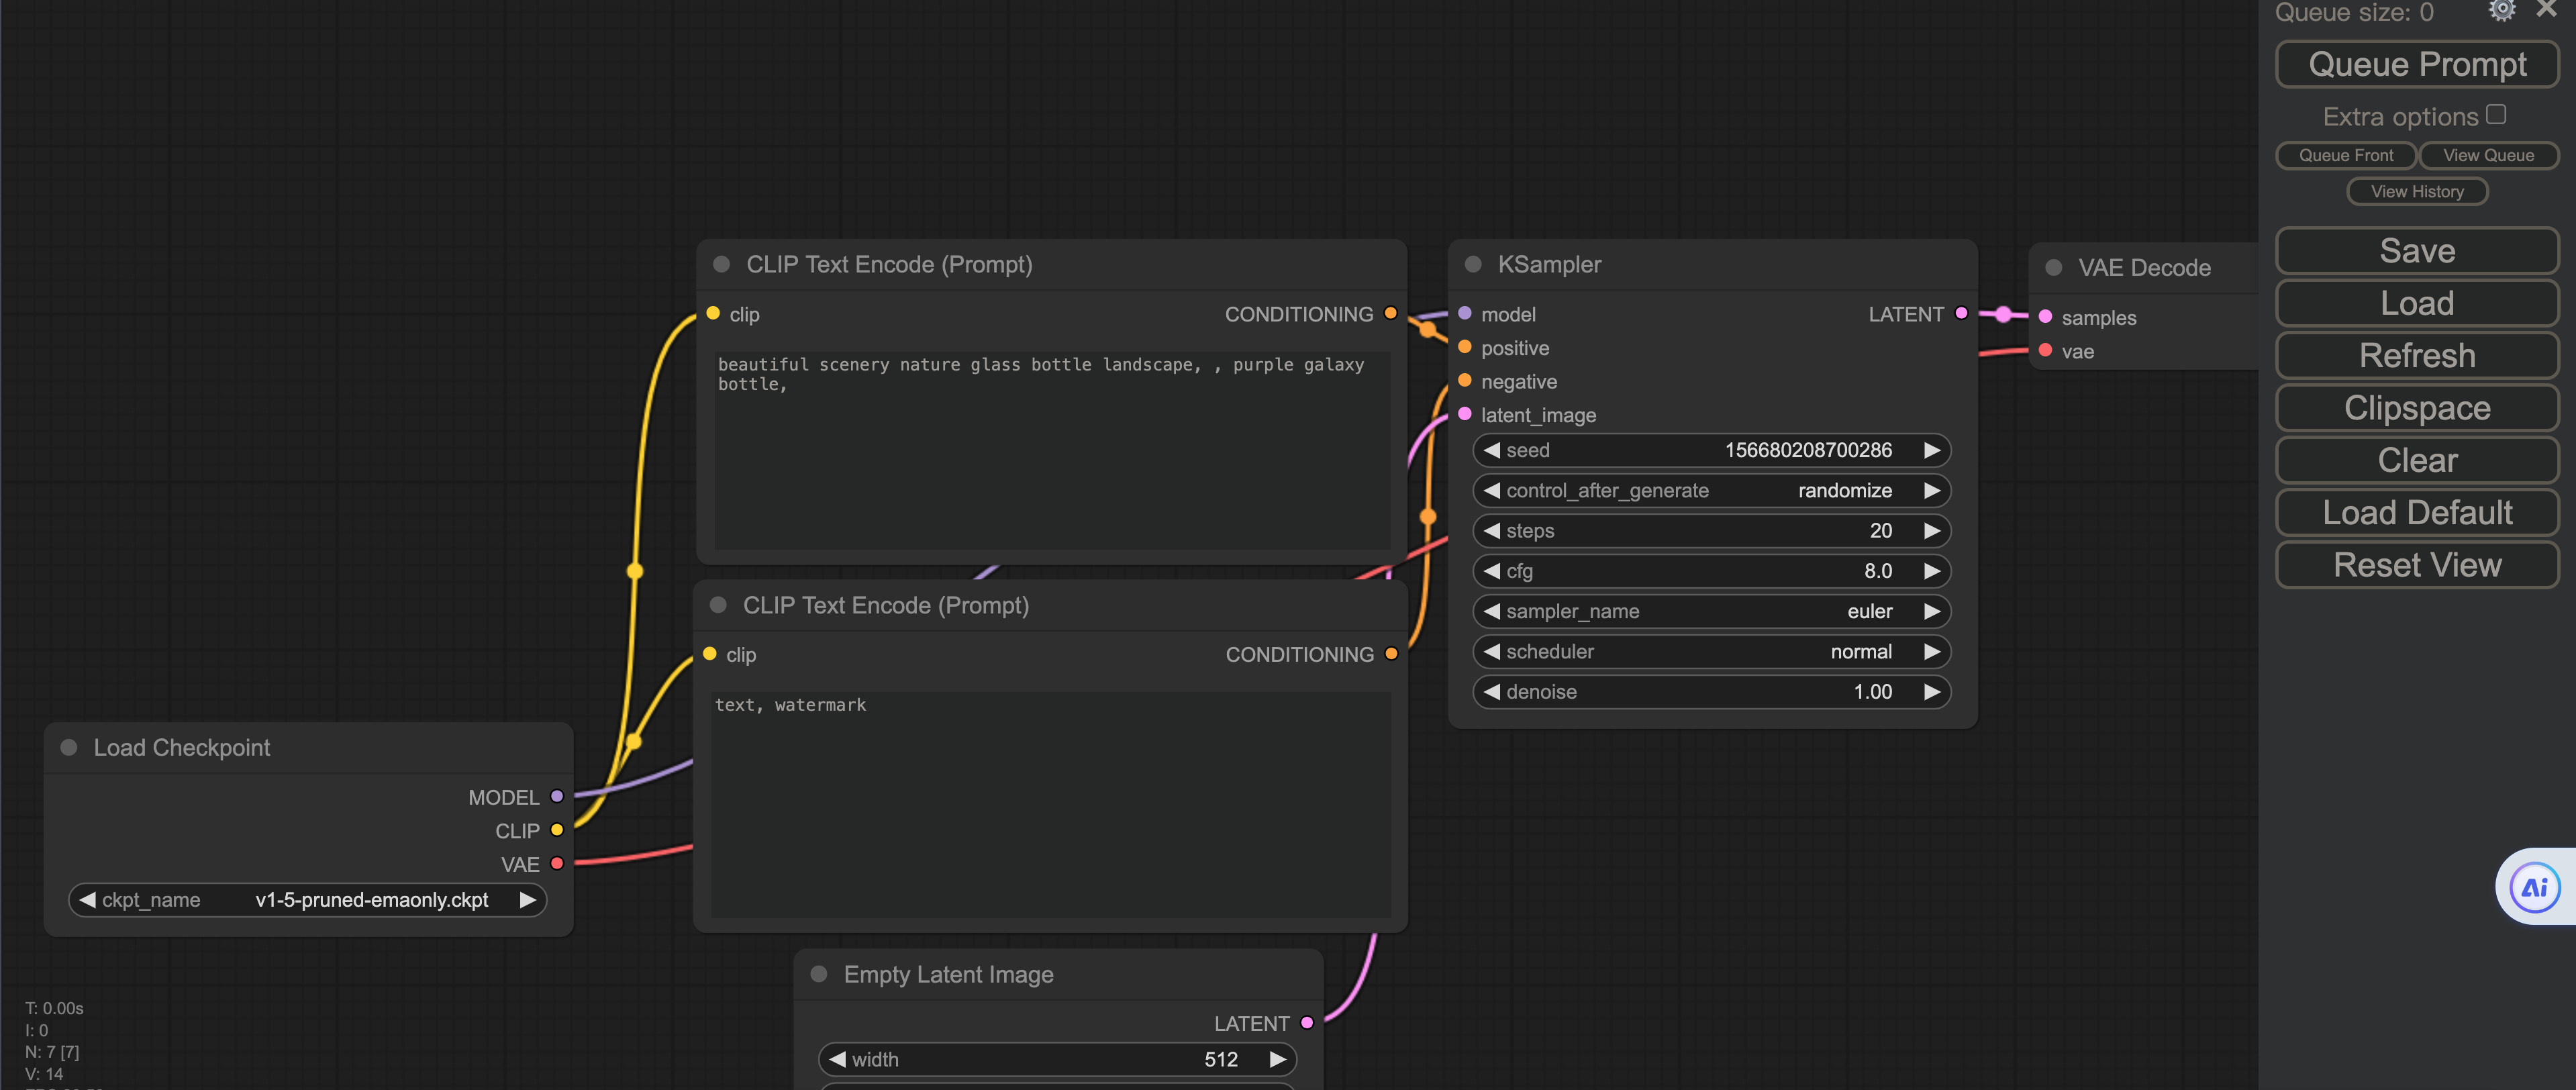 Queue size: 0
Queue Prompt
Extra options
Queue Front
View Queue
View History
Save
Load
Refresh
Clipspace
Clear
Load Default
Reset View
CLIP Text Encode (Prompt)
clip
CONDITIONING
beautiful scenery nature glass bottle landscape, , purple galaxy
bottle,
KSampler
model
LATENT
positive
negative
latent_image
seed 156680208700286
control_after_generate randomize
steps 20
cfg 8.0
sampler_name euler
scheduler normal
denoise 1.00
VAE Decode
samples
vae
CLIP Text Encode (Prompt)
clip
CONDITIONING
text, watermark
Load Checkpoint
MODEL
CLIP
VAE
ckpt_name v1-5-pruned-emaonly.ckpt
Empty Latent Image
LATENT
width 512
Ai
T: 0.00s
I: 0
N: 7 [7]
V: 14